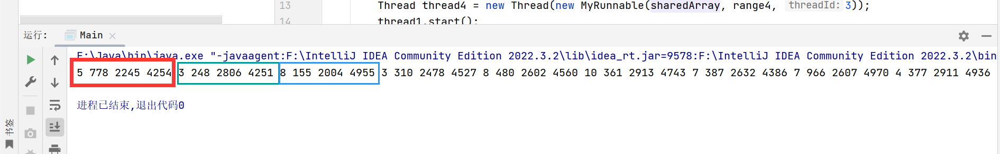 13
Thread thread4 = new Thread(new MyRunnable(sharedArray, range4, threadId: 3));
14
thread1.start();
运行: Main
F:\Java\bin\java.exe "-javaagent:F:\IntelliJ IDEA Community Edition 2022.3.2\lib\idea_rt.jar=9578:F:\IntelliJ IDEA Community Edition 2022.3.2\bin
5 778 2245 4254 3 248 2806 4251 8 155 2004 4955 3 310 2478 4527 8 480 2602 4560 10 361 2913 4743 7 387 2632 4386 7 966 2607 4970 4 377 2911 4936
进程已结束,退出代码0
书签